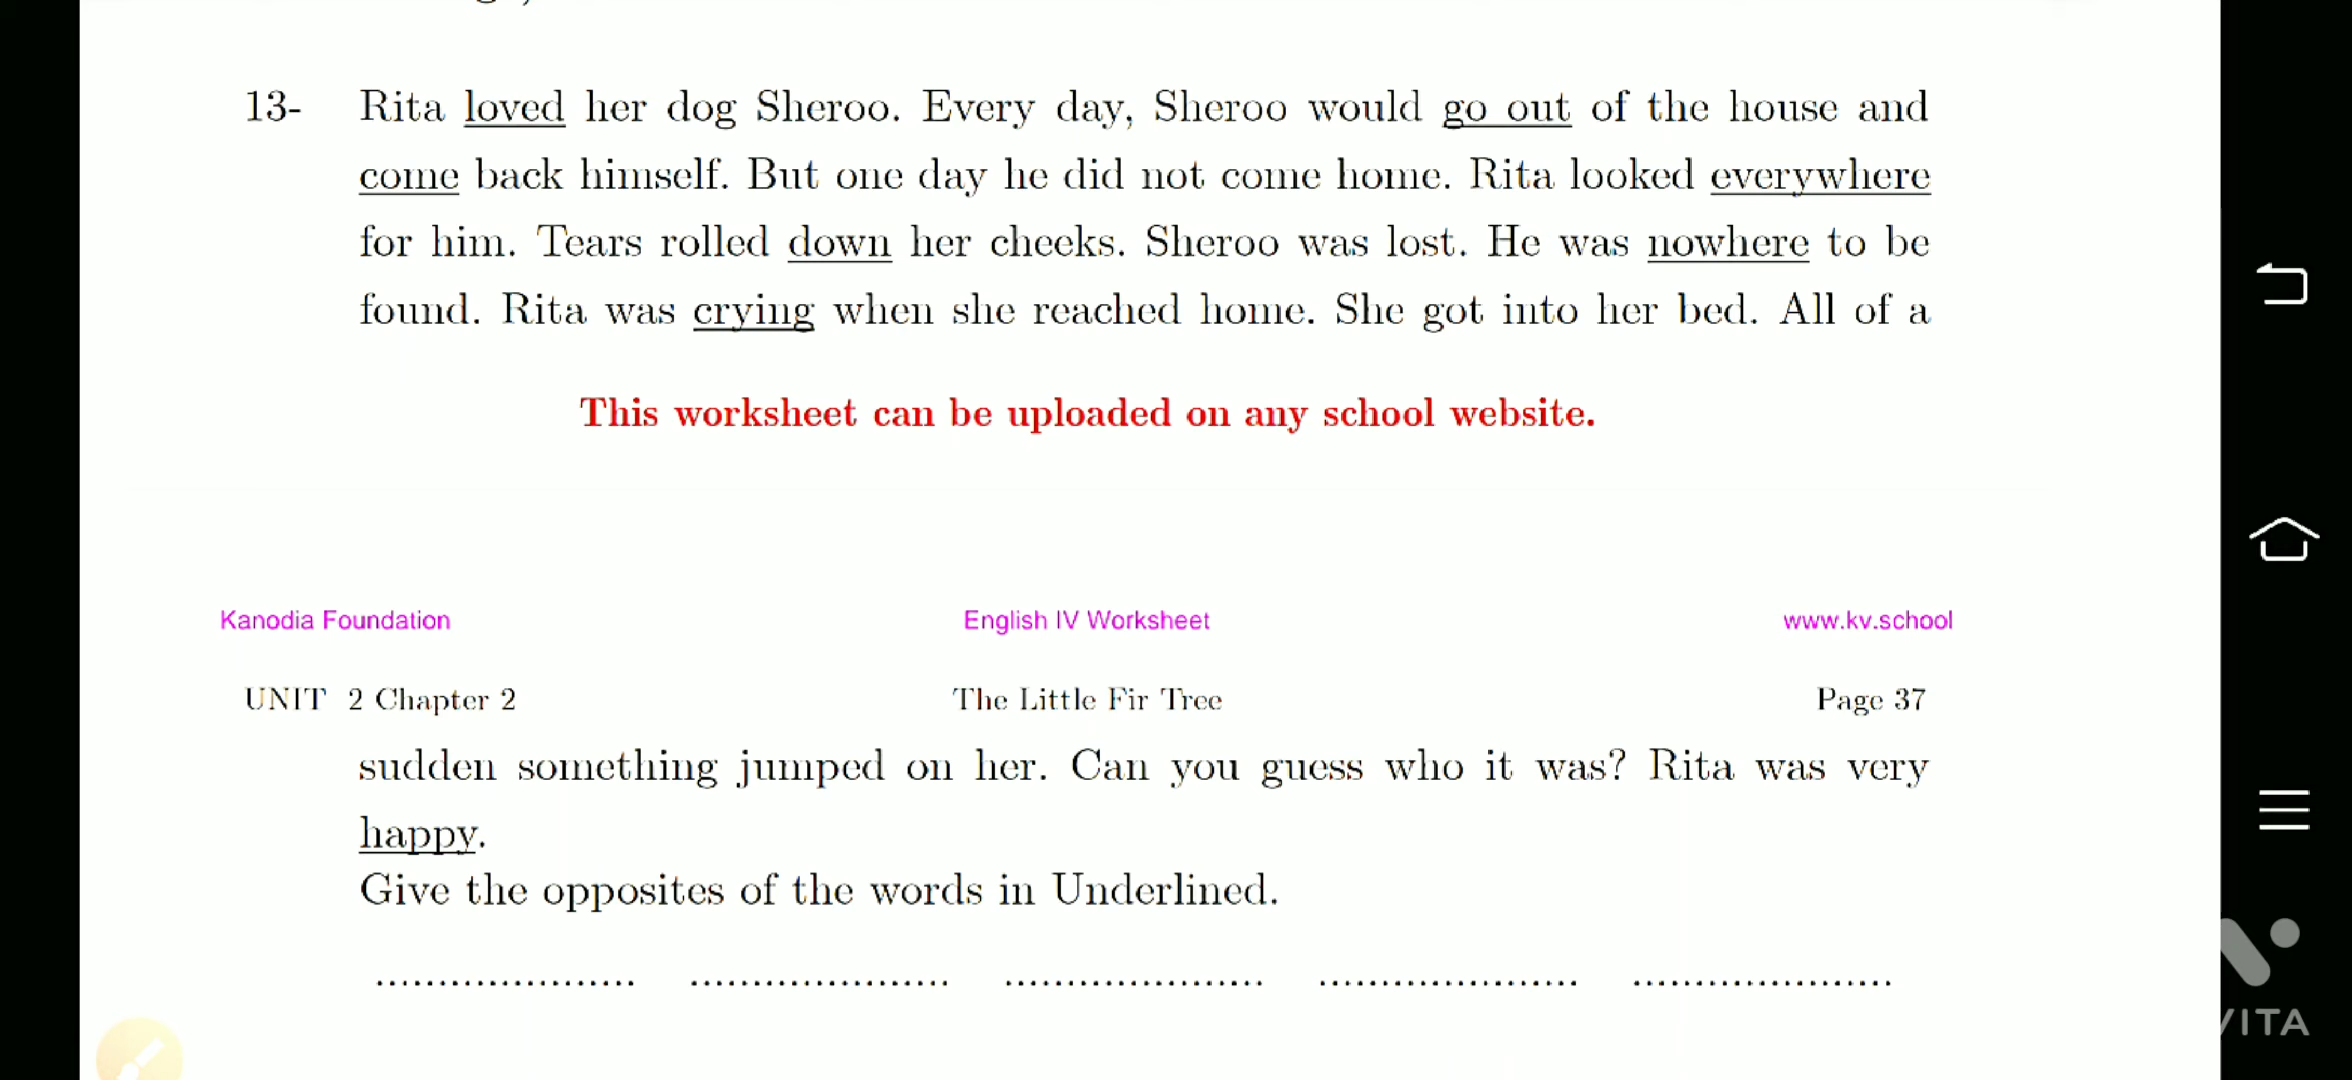 13- Rita loved her dog Sheroo. Every day, Sheroo would go out of the house and
come back himself. But one day he did not come home. Rita looked everywhere
for him. Tears rolled down her cheeks. Sheroo was lost. He was nowhere to be
found. Rita was crying when she reached home. She got into her bed. All of a
This worksheet can be uploaded on any school website.
Kanodia Foundation English IV Worksheet www.kv.school
UNIT 2 Chapter 2 The Little Fir Tree Page 37
sudden something jumped on her. Can you guess who it was? Rita was very
happy.
Give the opposites of the words in Underlined.
..................... ..................... ..................... ..................... .....................
VITA